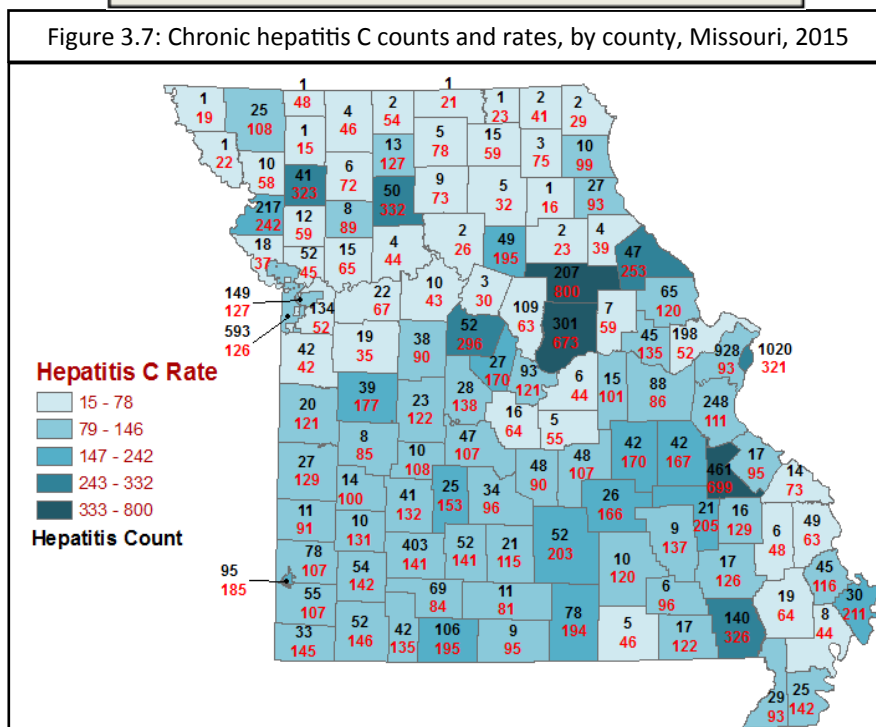 Figure 3.7: Chronic hepatitis C counts and rates, by county, Missouri, 2015
1 1
1 25 48 4 2 21 1 2 2
19 108 46 54 23 41 29
1 1 13 5 15 3 10
22 15 127 78 59 75 99
10 41 6 50 9 5 1 27
58 323 72 332 73 32 16 93
217 12 8 2 49 2 4 47
242 59 89 26 195 23 39 253
18 52 15 4 207
37 45 65 44 800
149 134 22 10 3 109 301 7 65
127 52 67 43 30 63 673 59 120
593 19 38 52 45 198 928 1020
126 35 90 296 135 52 93 321
42 27 93 6 15 88 248
42 170 121 44 101 86 111
Hepatitis C Rate
15 - 78
79 - 146
147 - 242
243 - 332
333 - 800
Hepatitis Count
20 39 23 28 16 5
121 177 122 138 64 55
8 10 47 48 48 42 42 461 17 14
85 108 107 90 107 170 167 699 95 73
27 14 41 25 34 26 21 16 6 49
129 100 132 153 96 166 205 129 48 63
11 10 403 52 21 52 9 17 45
91 131 141 141 115 203 137 126 116
95 78 54 69 11 10 6 19 30
185 107 142 84 81 120 96 64 211
55 52 42 106 9 78 5 17 140 8
107 146 135 195 95 194 46 122 326 44
33 29 25
145 93 142